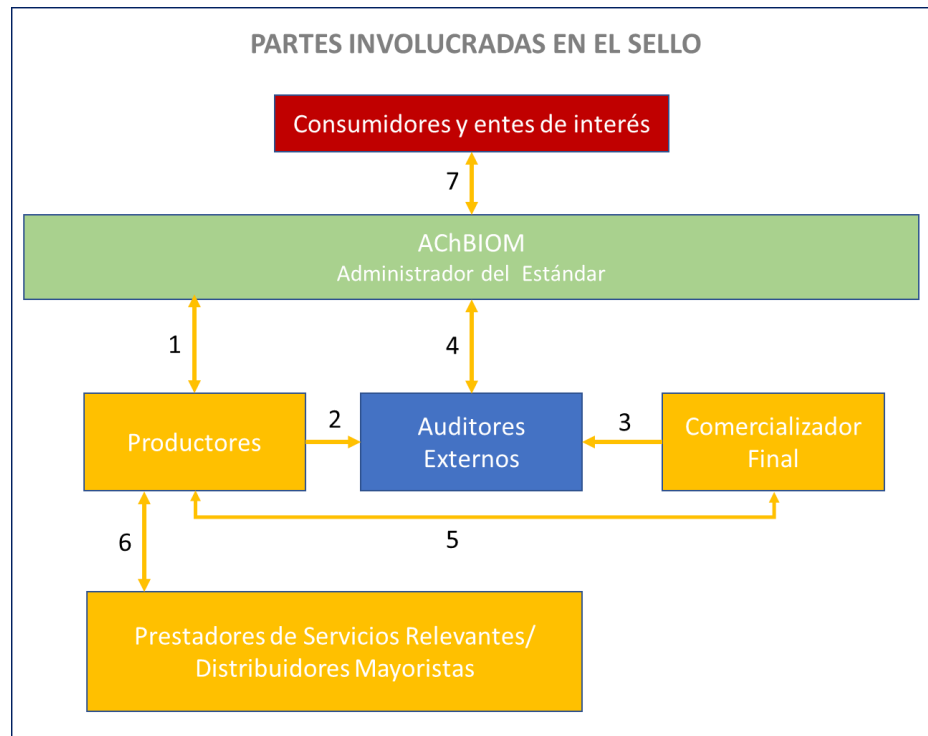 PARTES INVOLUCRADAS EN EL SELLO
Consumidores y entes de interés
7
AChBIOM
Administrador del Estándar
1
4
Productores
2
Auditores
Externos
3
Comercializador
Final
5
6
Prestadores de Servicios Relevantes/
Distribuidores Mayoristas